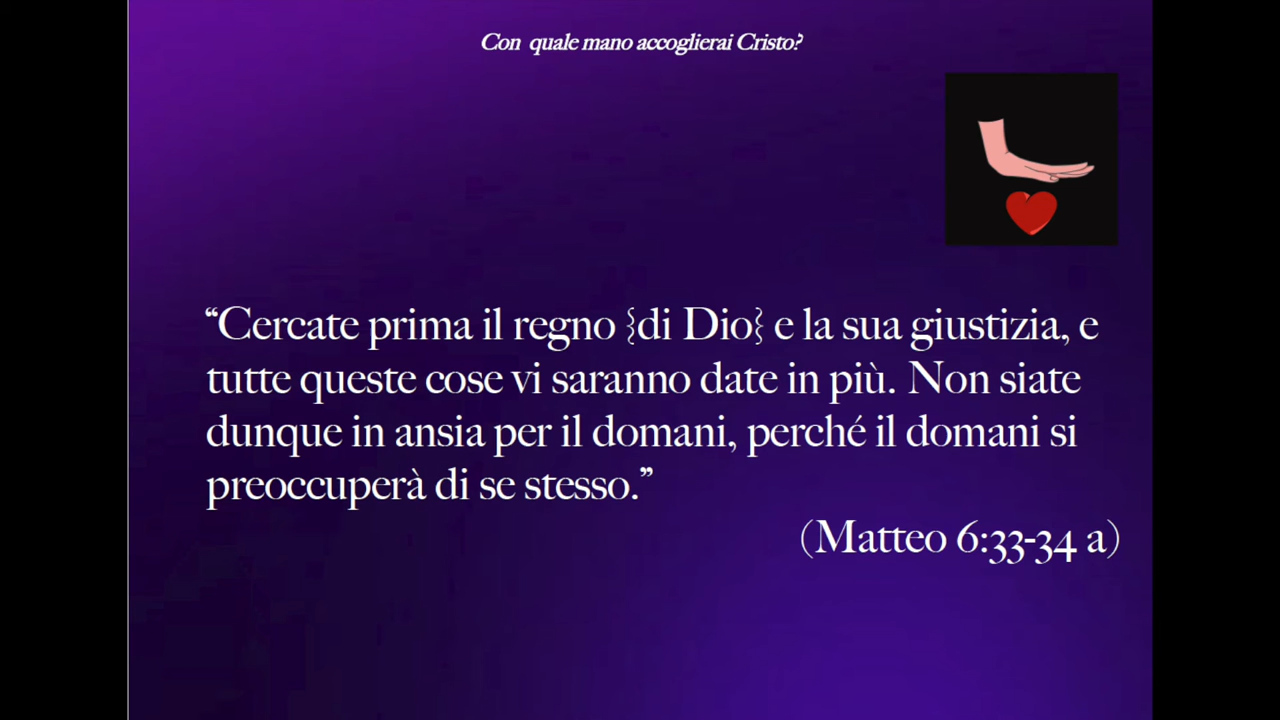 Con quale mano accoglierai Cristo?
“Cercate prima il regno {di Dio} e la sua giustizia, e
tutte queste cose vi saranno date in più. Non siate
dunque in ansia per il domani, perché il domani si
preoccuperà di se stesso.”
(Matteo 6:33-34 a)